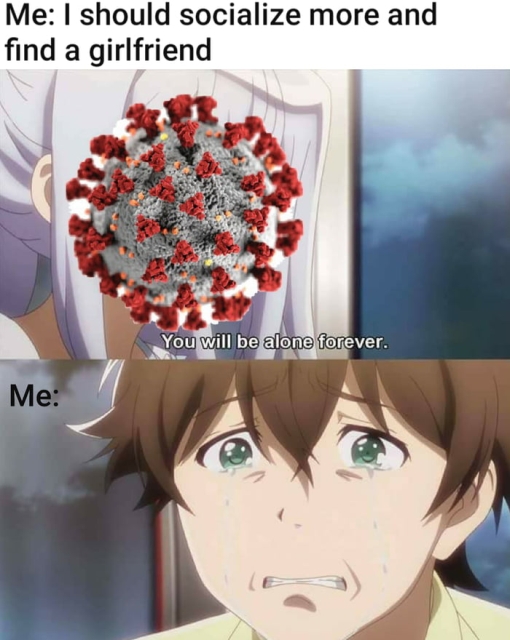 Me: I should socialize more and
find a girlfriend
You will be alone forever.
Me: